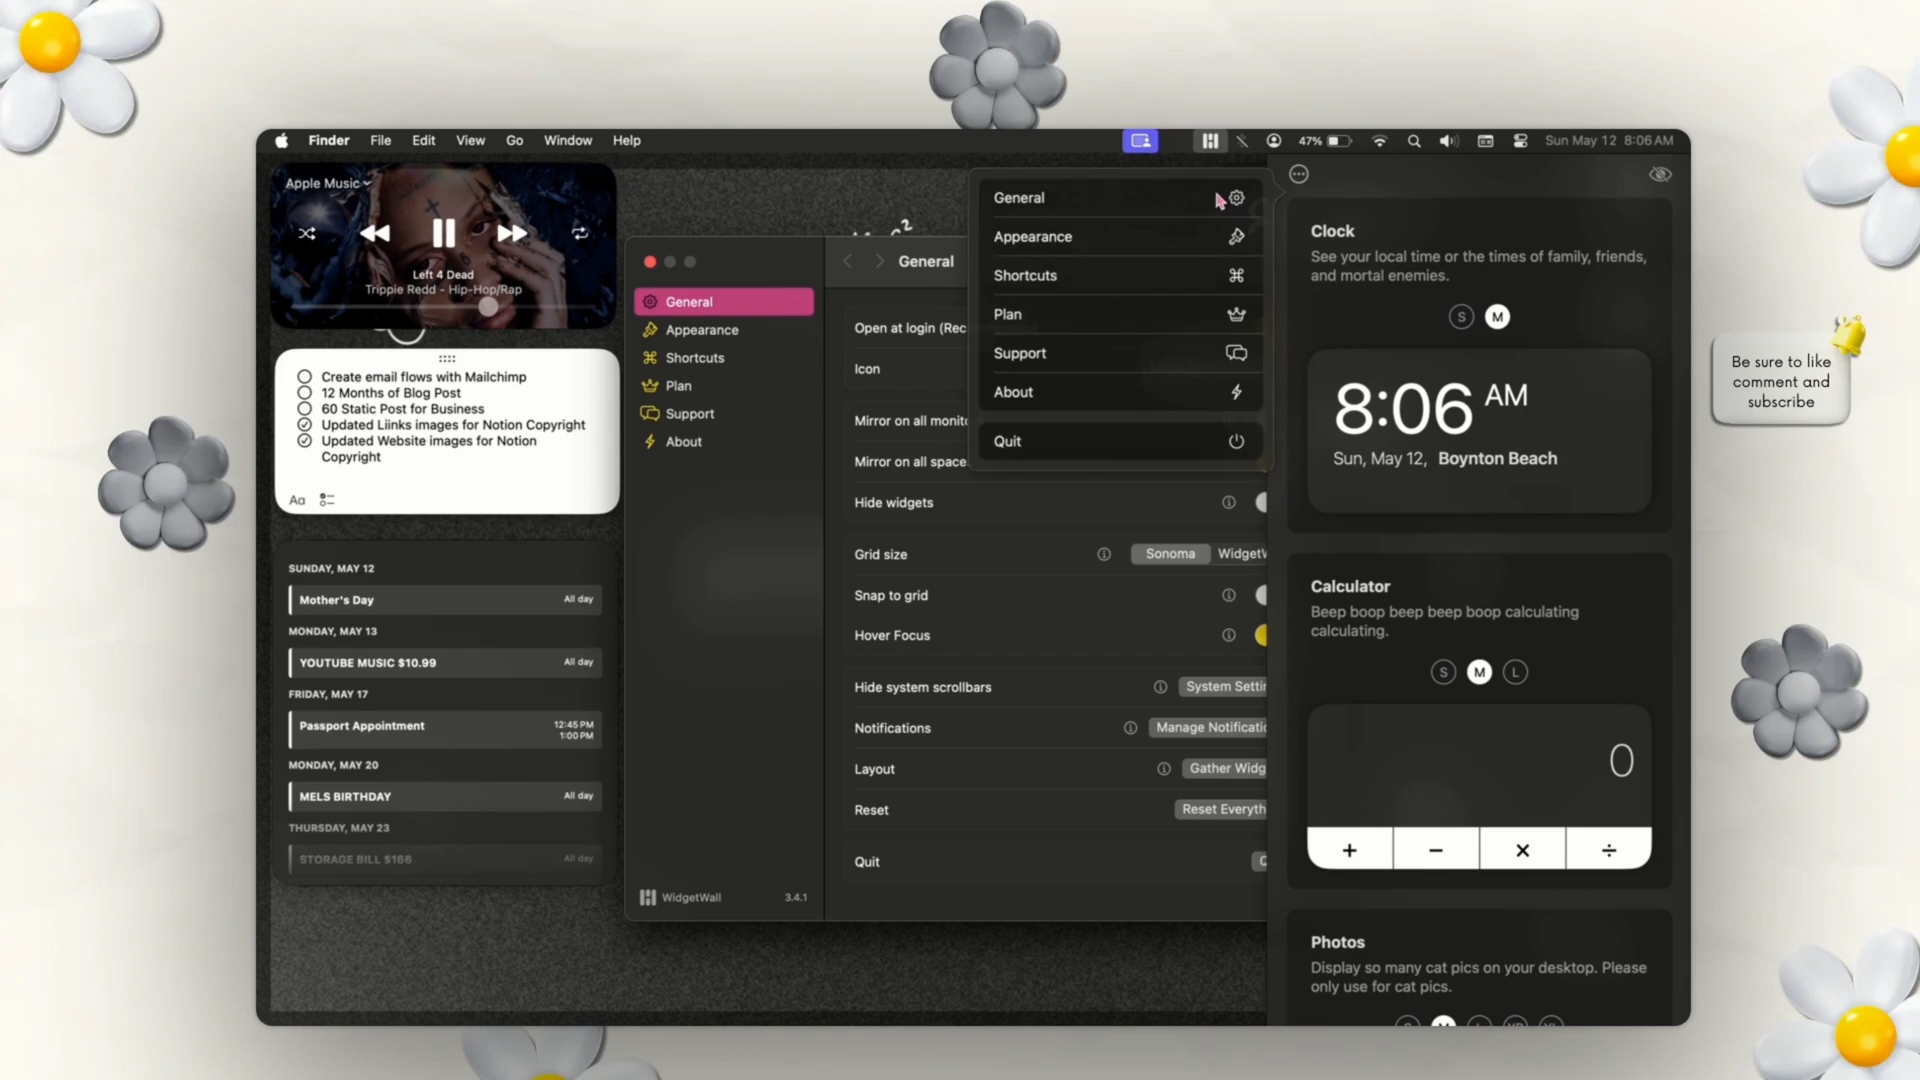 Finder File Edit View Go Window Help
47%
Sun May 12 8:06 AM
Apple Music
Left 4 Dead
Trippie Redd - Hip-Hop/Rap
Create email flows with Mailchimp
12 Months of Blog Post
60 Static Post for Business
Updated Liinks images for Notion Copyright
Updated Website images for Notion
Copyright
Aa
SUNDAY, MAY 12
Mother's Day All day
MONDAY, MAY 13
YOUTUBE MUSIC $10.99 All day
FRIDAY, MAY 17
Passport Appointment 12:45 PM
1:00 PM
MONDAY, MAY 20
MELS BIRTHDAY All day
THURSDAY, MAY 23
STORAGE BILL $166 All day
General
Appearance
Shortcuts
Plan
Support
About
WidgetWall 3.4.1
General
Open at login (Rec
Icon
Mirror on all monit
Mirror on all space
Hide widgets
Grid size Sonoma WidgetW
Snap to grid
Hover Focus
Hide system scrollbars System Setti
Notifications Manage Notificatio
Layout Gather Widg
Reset Reset Everyth
Quit
General
Appearance
Shortcuts
Plan
Support
About
Quit
Clock
See your local time or the times of family, friends,
and mortal enemies.
S M
8:06 AM
Sun, May 12, Boynton Beach
Calculator
Beep boop beep beep boop calculating
calculating.
S M L
0
+ − × ÷
Photos
Display so many cat pics on your desktop. Please
only use for cat pics.
Be sure to like
comment and
subscribe